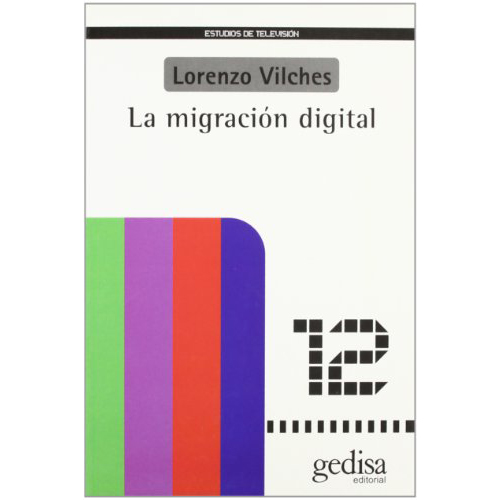 ESTUDIOS DE TELEVISIÓN
Lorenzo Vilches
La migración digital
12
gedisa
editorial